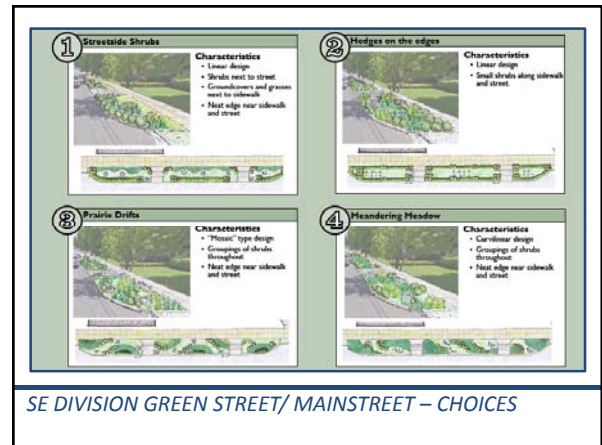 1 Streetside Shrubs
Characteristics
• Linear design
• Shrubs next to street
• Groundcovers and grasses
next to sidewalk
• Neat edge near sidewalk
and street
2 Hedges on the edges
Characteristics
• Linear design
• Small shrubs along sidewalk
and street
3 Prairie Drifts
Characteristics
• "Mosaic" type design
• Groupings of shrubs
throughout
• Neat edge near sidewalk
and street
4 Meandering Meadow
Characteristics
• Curvilinear design
• Groupings of shrubs
throughout
• Neat edge near sidewalk
and street
SE DIVISION GREEN STREET/ MAINSTREET – CHOICES